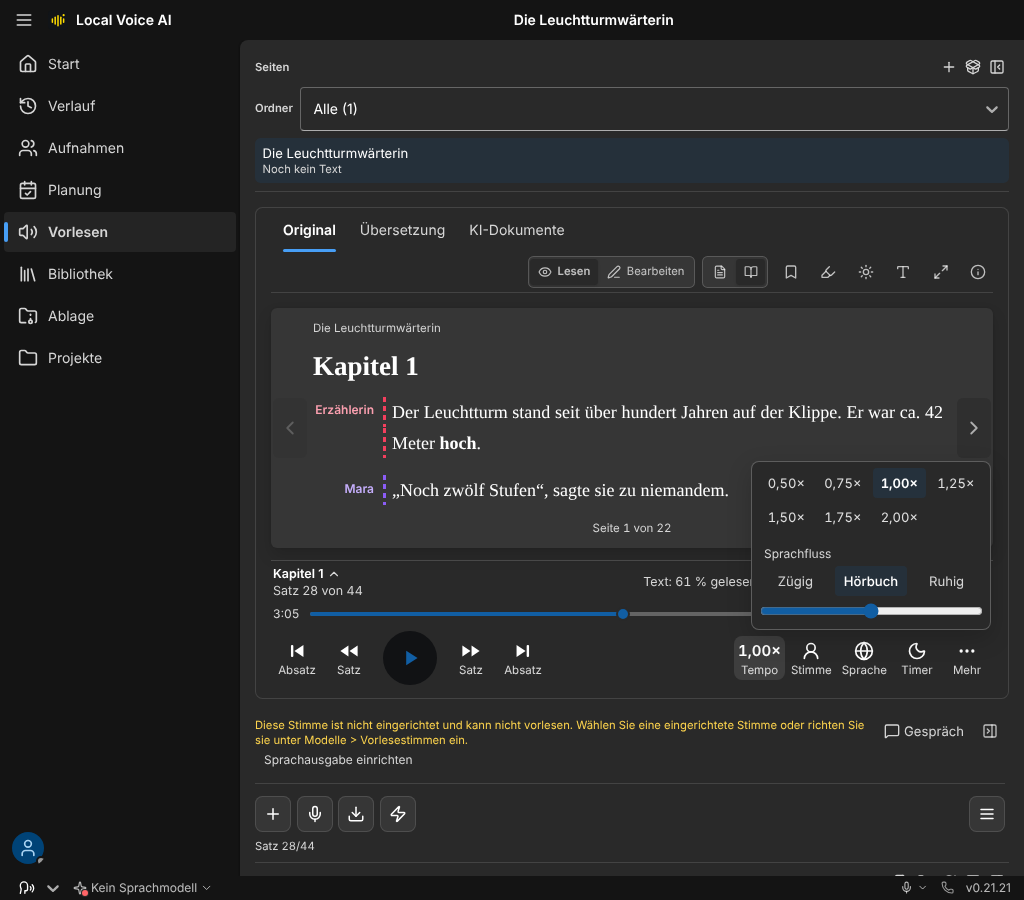 Local Voice AI
Die Leuchtturmwärterin
Start
Verlauf
Aufnahmen
Planung
Vorlesen
Bibliothek
Ablage
Projekte
Seiten
Ordner
Alle (1)
Die Leuchtturmwärterin
Noch kein Text
Original Übersetzung KI-Dokumente
Lesen Bearbeiten
Die Leuchtturmwärterin
Kapitel 1
Erzählerin
Der Leuchtturm stand seit über hundert Jahren auf der Klippe. Er war ca. 42
Meter hoch.
Mara
„Noch zwölf Stufen“, sagte sie zu niemandem.
Seite 1 von 22
0,50× 0,75× 1,00× 1,25×
1,50× 1,75× 2,00×
Sprachfluss
Zügig Hörbuch Ruhig
Kapitel 1
Satz 28 von 44
Text: 61 % gelesen
3:05
Absatz Satz Satz Absatz
1,00×
Tempo Stimme Sprache Timer Mehr
Diese Stimme ist nicht eingerichtet und kann nicht vorlesen. Wählen Sie eine eingerichtete Stimme oder richten Sie
sie unter Modelle > Vorlesestimmen ein.
Gespräch
Sprachausgabe einrichten
Satz 28/44
Kein Sprachmodell
v0.21.21